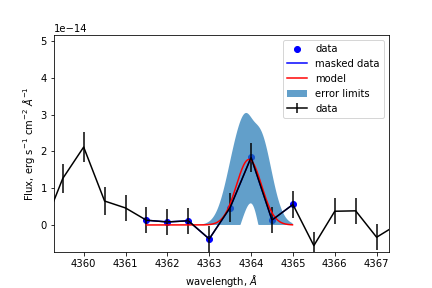 1e−14
data
masked data
model
error limits
data
5
4
3
2
1
0
Flux, erg s⁻¹ cm⁻² Å⁻¹
4360 4361 4362 4363 4364 4365 4366 4367
wavelength, Å